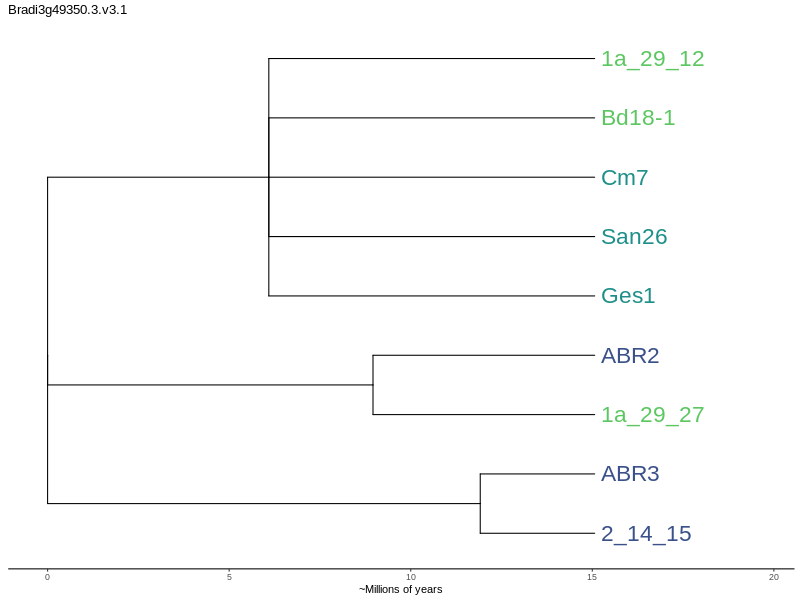 Bradi3g49350.3.v3.1
1a_29_12
Bd18-1
Cm7
San26
Ges1
ABR2
1a_29_27
ABR3
2_14_15
0 5 10 15 20
~Millions of years